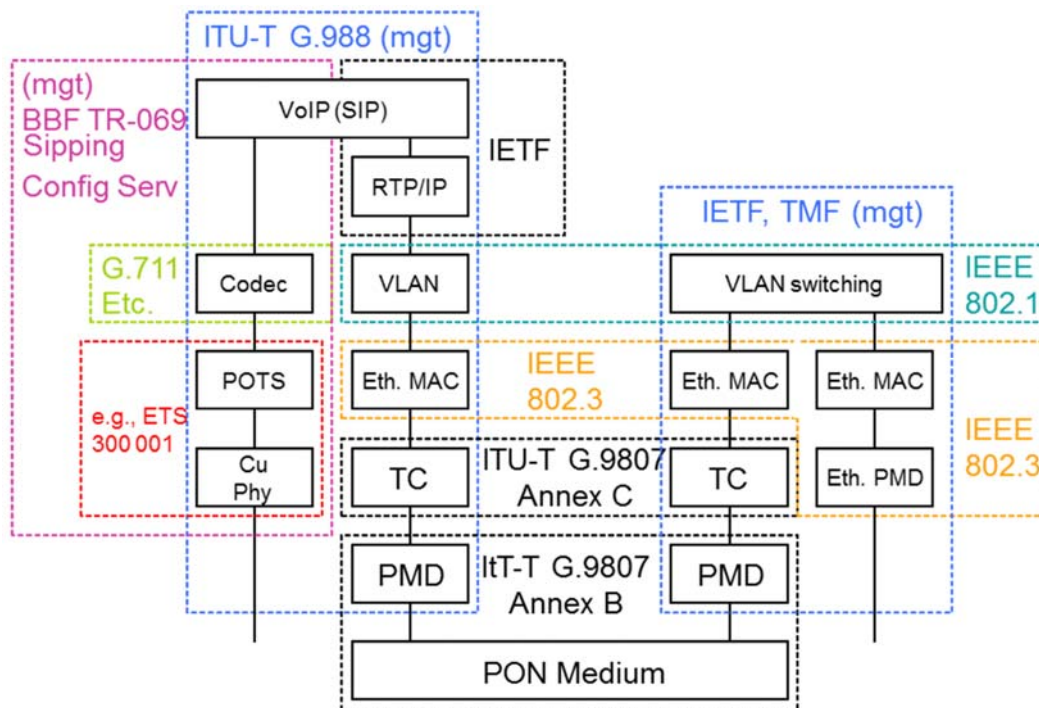 ITU-T G.988 (mgt)
(mgt)
BBF TR-069
Sipping
Config Serv
VoIP (SIP)
IETF
RTP/IP
IETF, TMF (mgt)
G.711
Etc.
Codec
VLAN
VLAN switching
IEEE
802.1
POTS
Eth. MAC
IEEE
802.3
Eth. MAC
Eth. MAC
e.g., ETS
300 001
IEEE
802.3
Cu
Phy
TC
ITU-T G.9807
Annex C
TC
Eth. PMD
PMD
ItT-T G.9807
Annex B
PMD
PON Medium